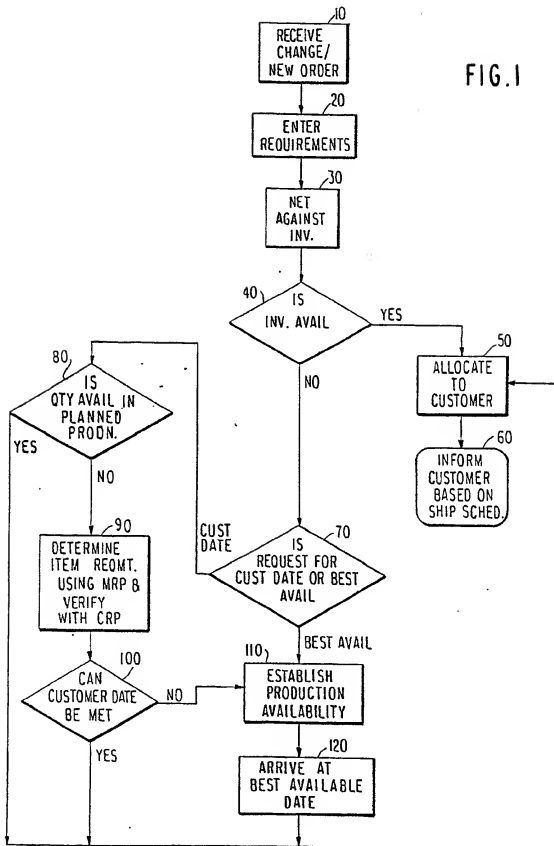 FIG.1
10
RECEIVE
CHANGE/
NEW ORDER
20
ENTER
REQUIREMENTS
30
NET
AGAINST
INV.
40
IS
INV. AVAIL
YES
NO
50
ALLOCATE
TO
CUSTOMER
60
INFORM
CUSTOMER
BASED ON
SHIP SCHED.
80
IS
QTY AVAIL IN
PLANNED
PRODN.
YES
NO
CUST
DATE
70
IS
REQUEST FOR
CUST DATE OR BEST
AVAIL
BEST AVAIL
90
DETERMINE
ITEM REQMT.
USING MRP &
VERIFY
WITH CRP
100
CAN
CUSTOMER DATE
BE MET
NO
YES
110
ESTABLISH
PRODUCTION
AVAILABILITY
120
ARRIVE AT
BEST AVAILABLE
DATE